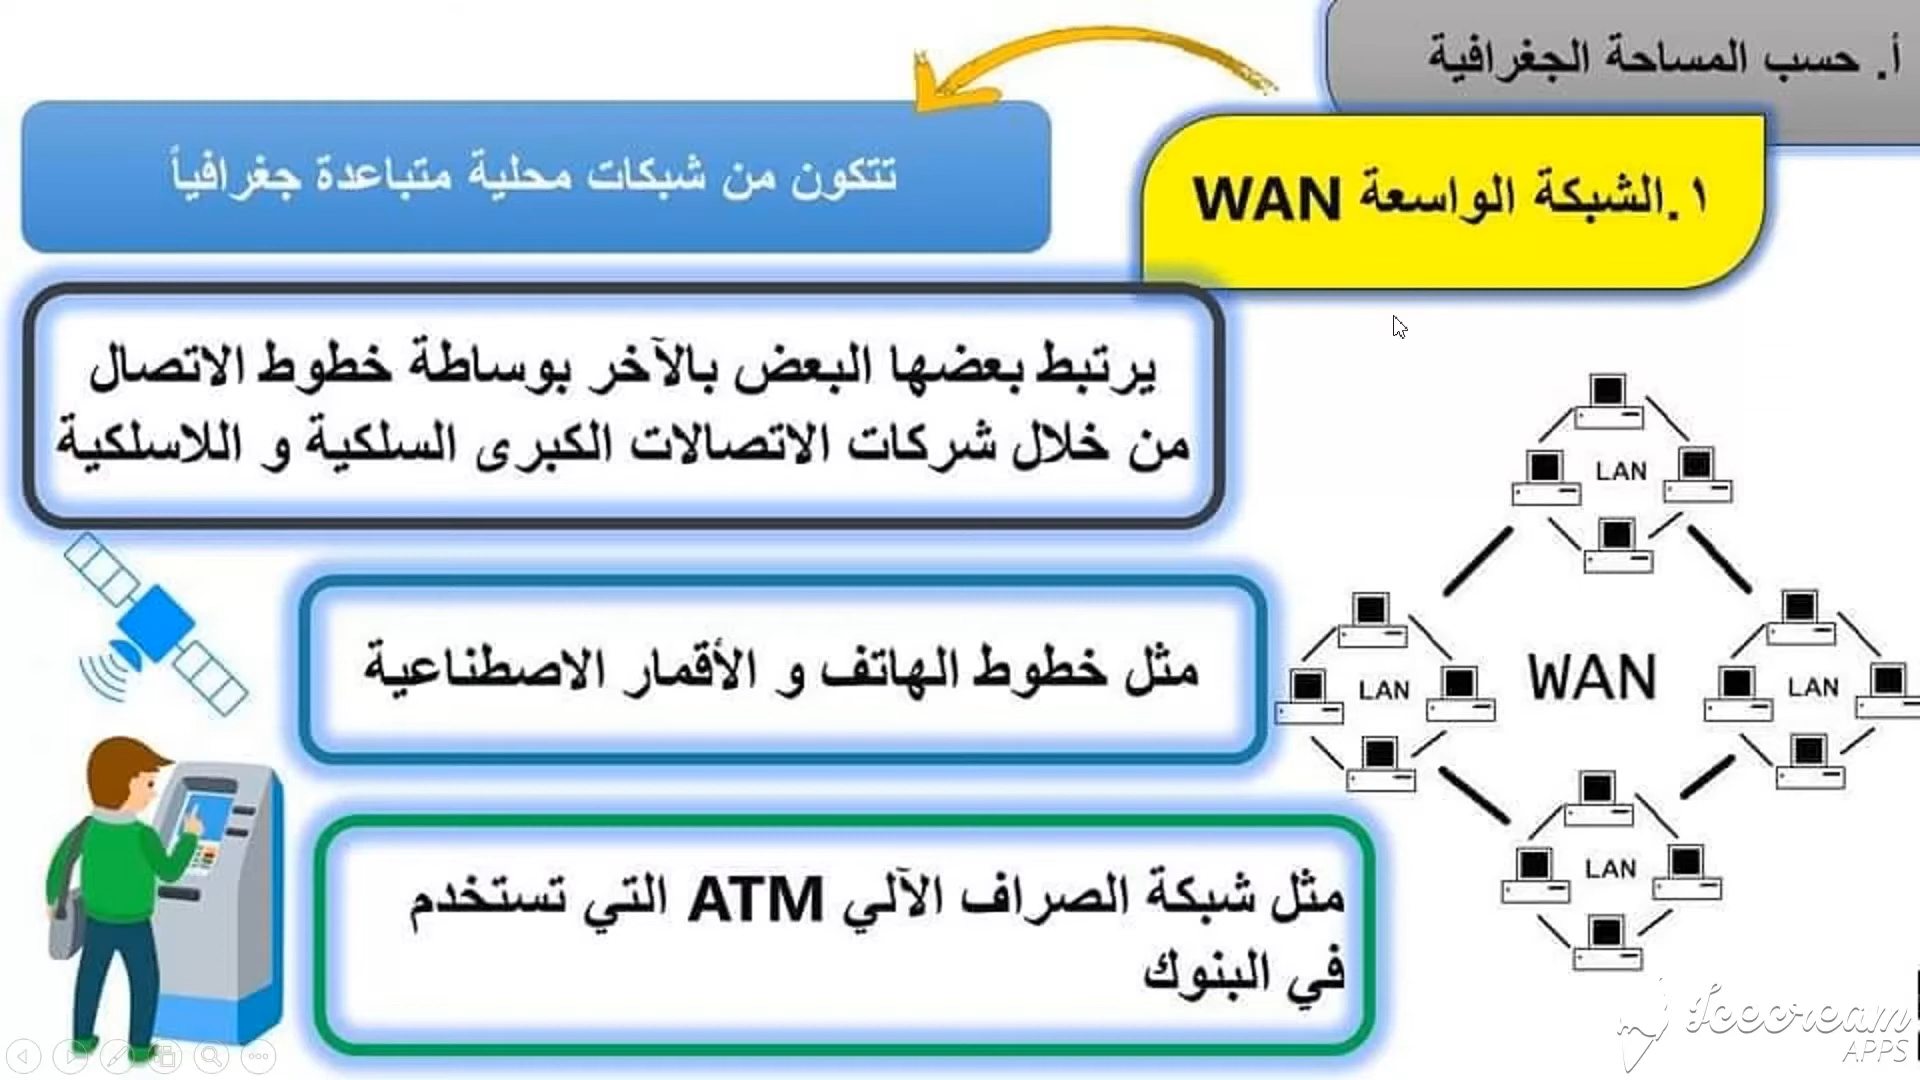 أ. حسب المساحة الجغرافية
١.الشبكة الواسعة WAN
تتكون من شبكات محلية متباعدة جغرافياً
يرتبط بعضها البعض بالآخر بوساطة خطوط الاتصال
من خلال شركات الاتصالات الكبرى السلكية و اللاسلكية
مثل خطوط الهاتف و الأقمار الاصطناعية
مثل شبكة الصراف الآلي ATM التي تستخدم
في البنوك
LAN
LAN
WAN
LAN
LAN
Icecream
APPS